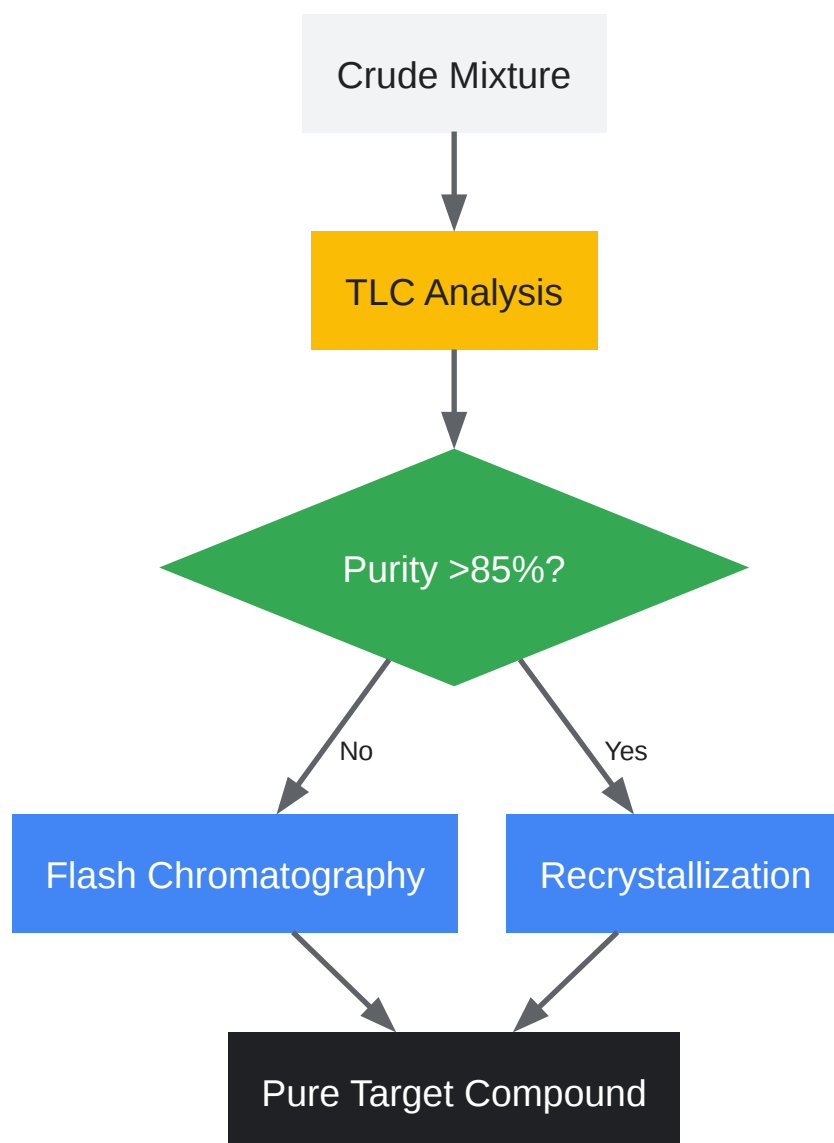 Crude Mixture
TLC Analysis
Purity >85%?
No
Yes
Flash Chromatography
Recrystallization
Pure Target Compound